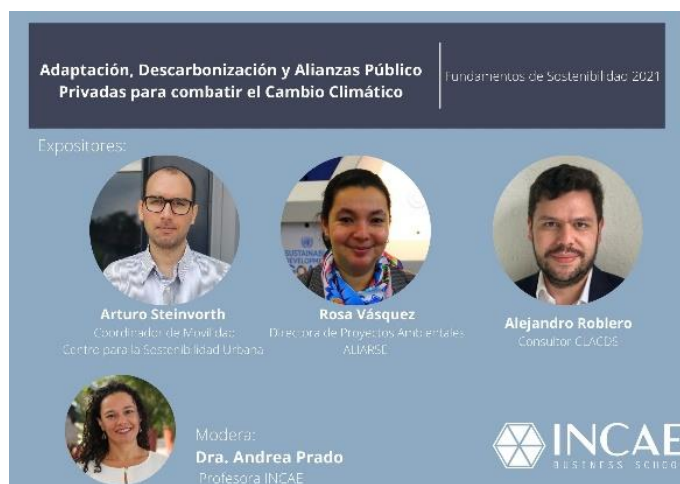 Adaptación, Descarbonización y Alianzas Público
Privadas para combatir el Cambio Climático
Fundamentos de Sostenibilidad 2021
Expositores:
Arturo Steinvorth
Coordinador de Movilidad
Centro para la Sostenibilidad Urbana
Rosa Vásquez
Directora de Proyectos Ambientales
ALIARSE
Alejandro Roblero
Consultor CLACDS
SUSTAINABLE
DEVELOPMENT
Modera:
Dra. Andrea Prado
Profesora INCAE
INCAE
BUSINESS SCHOOL